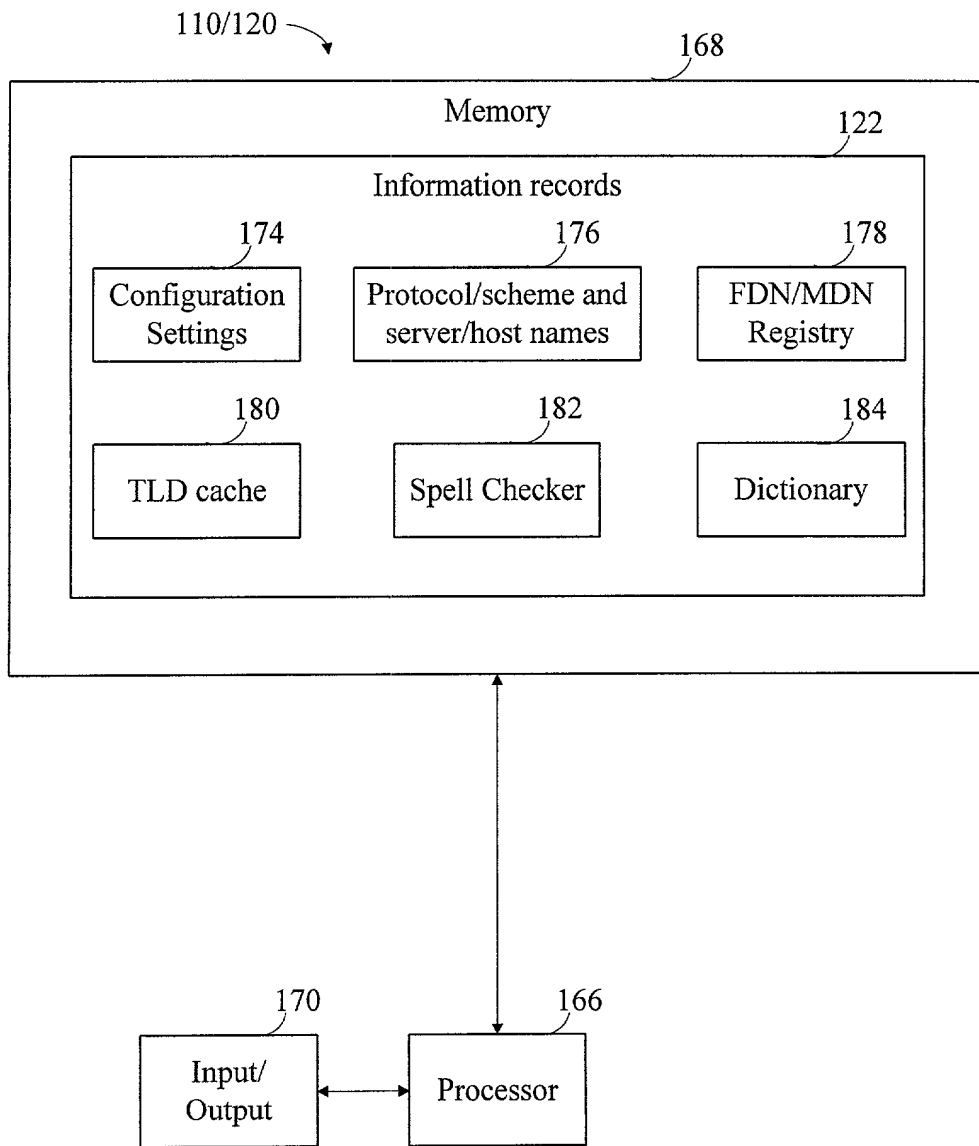 110/120
168
Memory
122
Information records
174
176
178
Configuration
Settings
Protocol/scheme and
server/host names
FDN/MDN
Registry
180
182
184
TLD cache
Spell Checker
Dictionary
170
166
Input/
Output
Processor